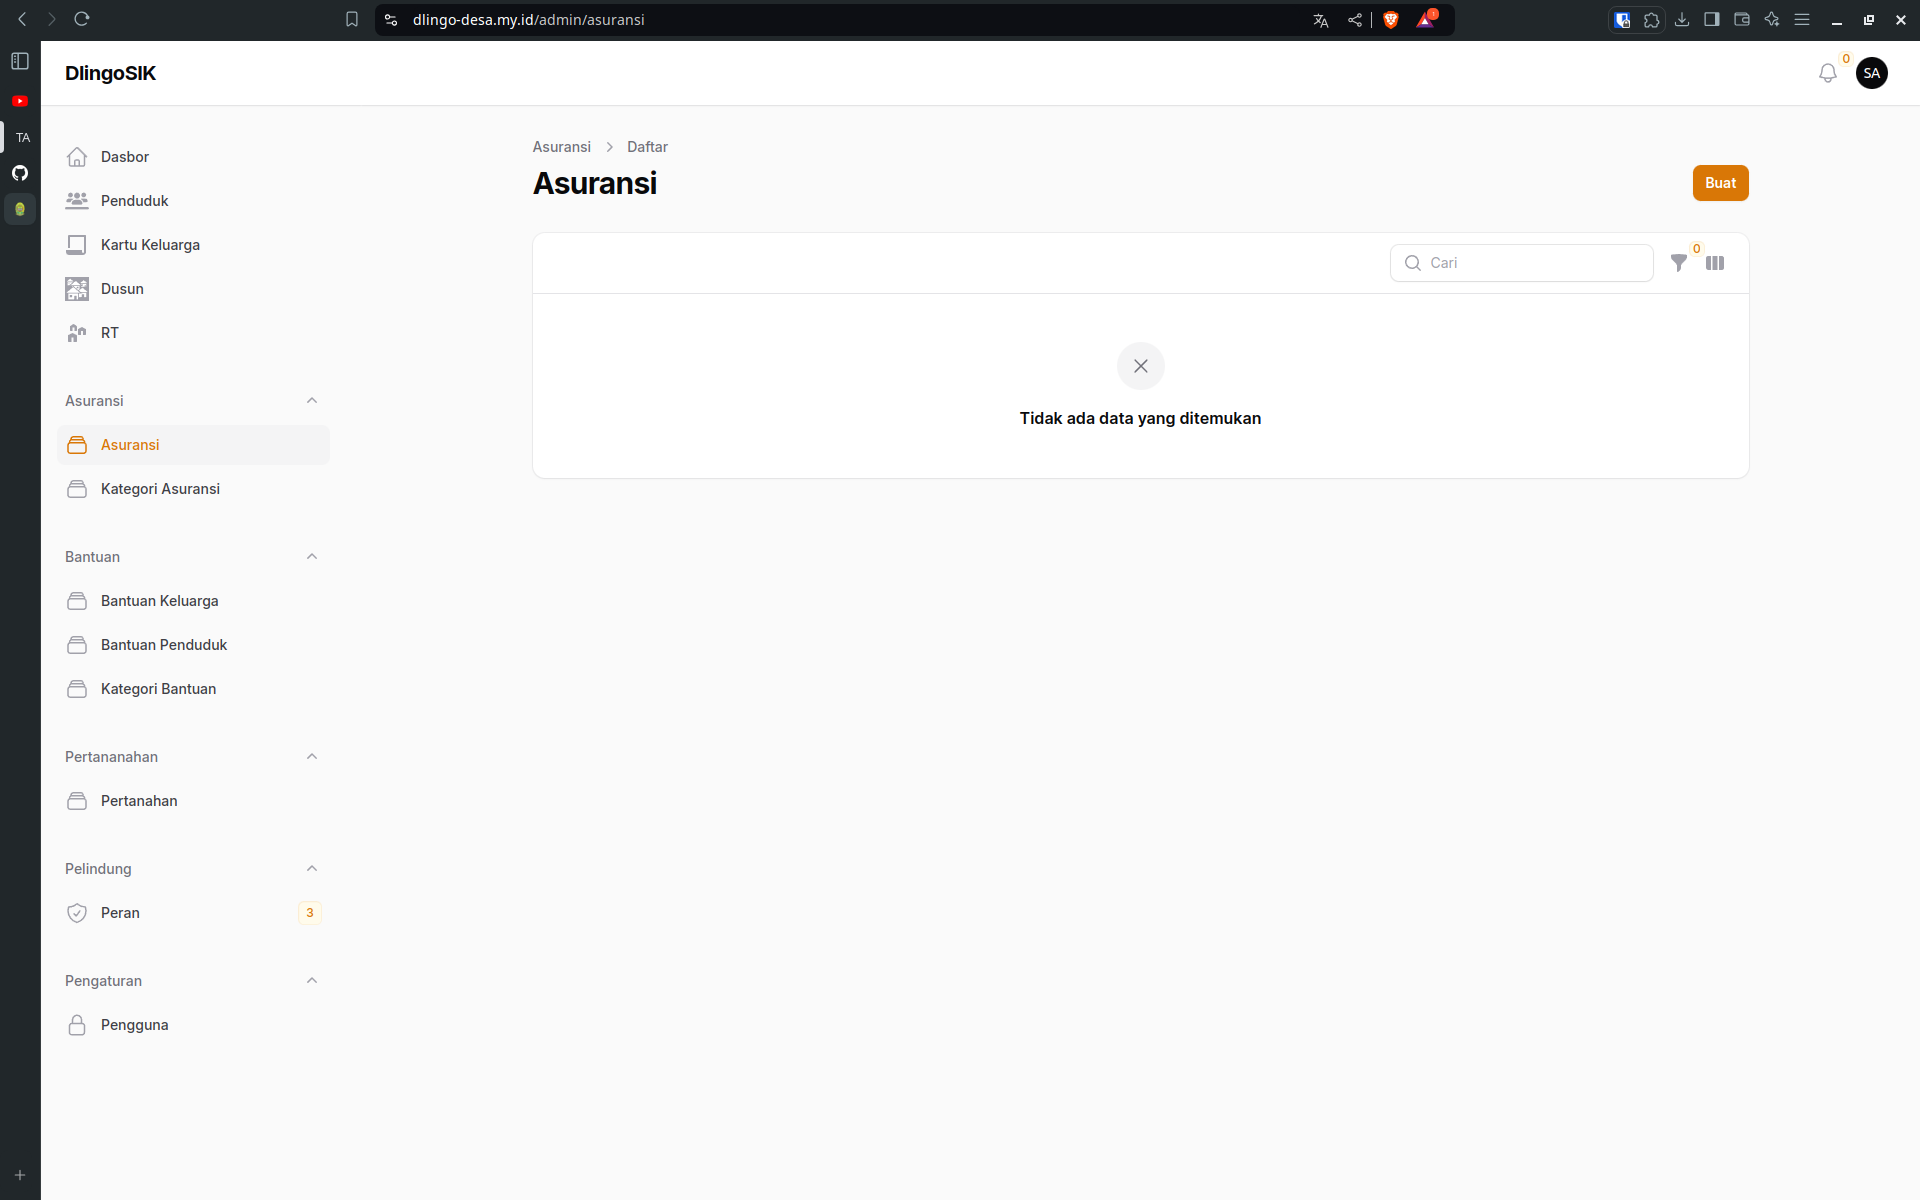 dlingo-desa.my.id/admin/asuransi
DlingoSIK
0
SA
TA
Dasbor
Penduduk
Kartu Keluarga
Dusun
RT
Asuransi
Asuransi
Kategori Asuransi
Bantuan
Bantuan Keluarga
Bantuan Penduduk
Kategori Bantuan
Pertananahan
Pertanahan
Pelindung
Peran
3
Pengaturan
Pengguna
Asuransi
Daftar
Asuransi
Buat
Cari
0
Tidak ada data yang ditemukan